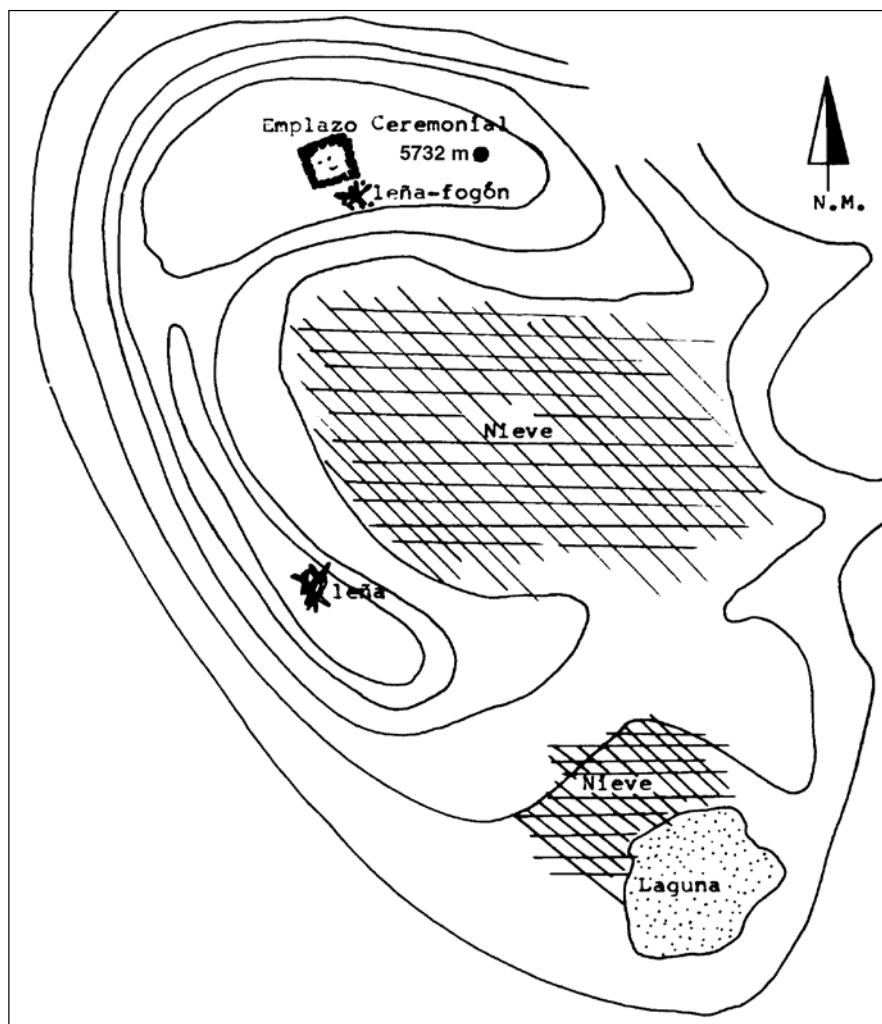 Emplazo Ceremonial
5732 m
leña-fogón
N.M.
Nieve
leña
Nieve
Laguna